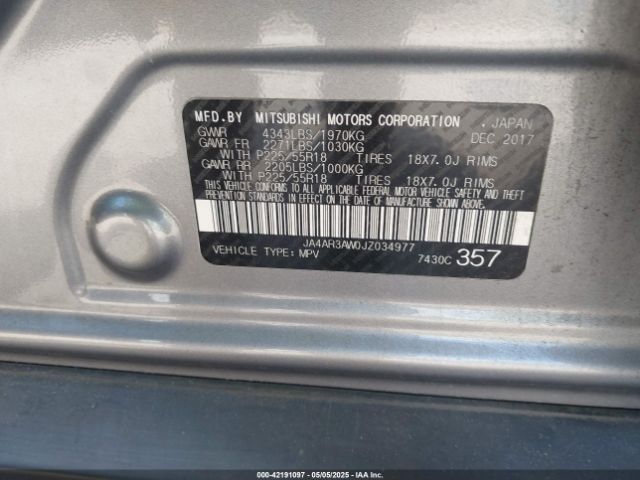 MFD.BY MITSUBISHI MOTORS CORPORATION . JAPAN
GVWR 4343LBS/1970KG DEC 2017
GAWR FR 2271LBS/1030KG
WITH P225/55R18 TIRES 18X7.0J RIMS
GAWR RR 2205LBS/1000KG
WITH P225/55R18 TIRES 18X7.0J RIMS
THIS VEHICLE CONFORMS TO ALL APPLICABLE FEDERAL MOTOR VEHICLE SAFETY AND THEFT
PREVENTION STANDARDS IN EFFECT ON THE DATE OF MANUFACTURE SHOWN ABOVE.
JA4AR3AW0JZ034977
VEHICLE TYPE: MPV 7430C 357
000-42191097 - 05/05/2025 - Copyright IAA, LLC